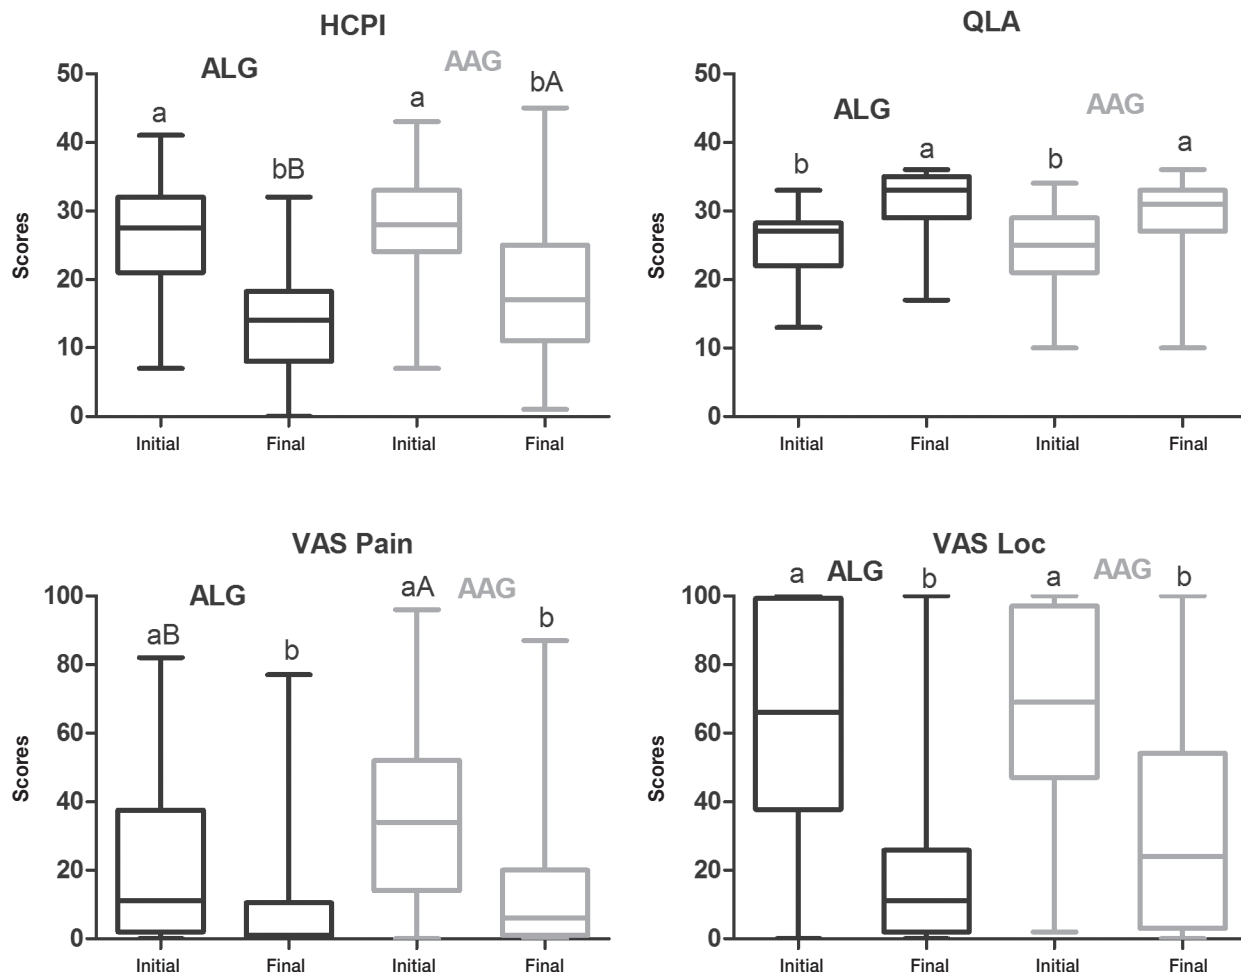 HCPI
ALG
AAG
a
bB
a
bA
50
40
30
20
10
0
Scores
Initial
Final
Initial
Final
QLA
ALG
AAG
b
a
b
a
50
40
30
20
10
0
Scores
Initial
Final
Initial
Final
VAS Pain
ALG
AAG
aB
b
aA
b
100
80
60
40
20
0
Scores
Initial
Final
Initial
Final
VAS Loc
ALG
AAG
a
b
a
b
100
80
60
40
20
0
Scores
Initial
Final
Initial
Final